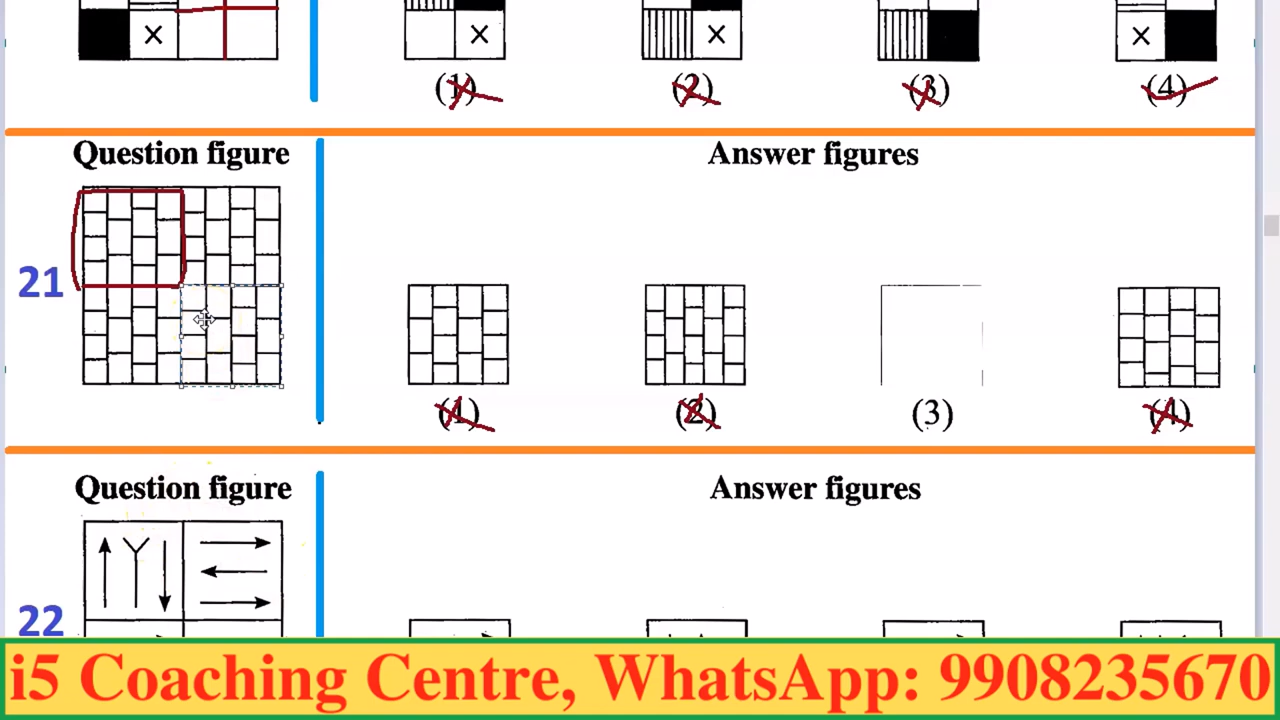 × × × ×
(1) (2) (3) (4)
Question figure Answer figures
21
(1) (2) (3) (4)
Question figure Answer figures
22
i5 Coaching Centre, WhatsApp: 9908235670